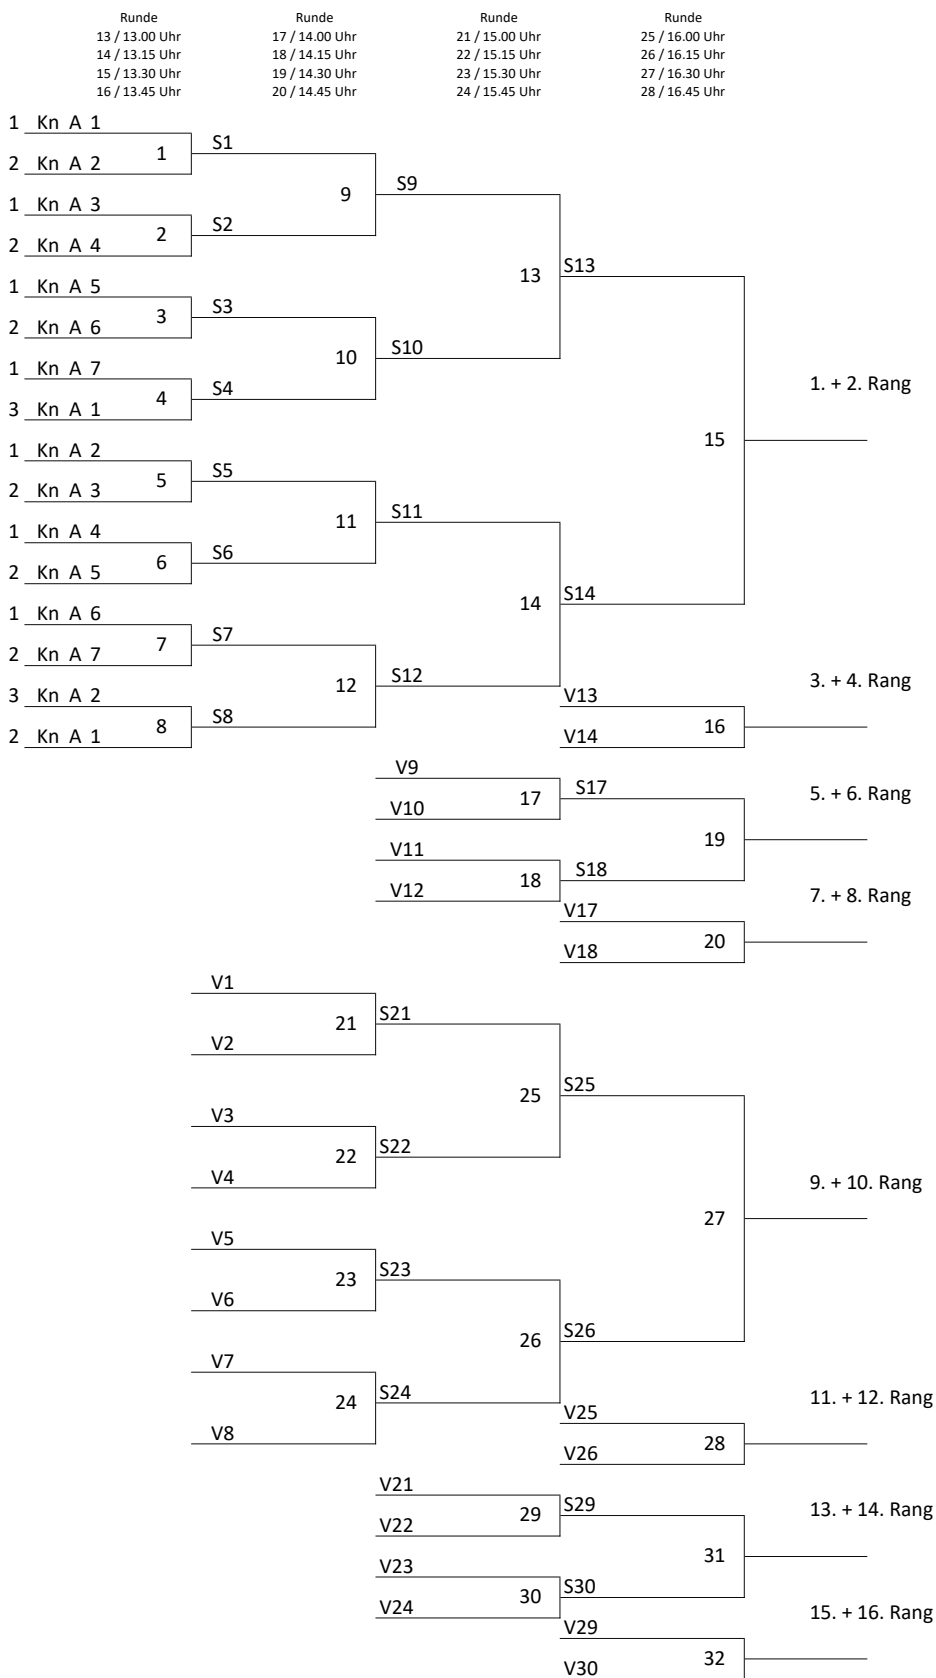 Runde Runde Runde Runde
13 / 13.00 Uhr 17 / 14.00 Uhr 21 / 15.00 Uhr 25 / 16.00 Uhr
14 / 13.15 Uhr 18 / 14.15 Uhr 22 / 15.15 Uhr 26 / 16.15 Uhr
15 / 13.30 Uhr 19 / 14.30 Uhr 23 / 15.30 Uhr 27 / 16.30 Uhr
16 / 13.45 Uhr 20 / 14.45 Uhr 24 / 15.45 Uhr 28 / 16.45 Uhr
1 Kn A 1
1 S1
2 Kn A 2
9 S9
1 Kn A 3
2 S2
2 Kn A 4
13 S13
1 Kn A 5
3 S3
2 Kn A 6
10 S10
1 Kn A 7
4 S4
3 Kn A 1
1. + 2. Rang
15
1 Kn A 2
5 S5
2 Kn A 3
11 S11
1 Kn A 4
6 S6
2 Kn A 5
14 S14
1 Kn A 6
7 S7
2 Kn A 7
12 S12
3 Kn A 2
8 S8
2 Kn A 1
V13
3. + 4. Rang
16
V14
V9
17 S17
V10
5. + 6. Rang
19
V11
18 S18
V12
7. + 8. Rang
V17
20
V18
V1
21 S21
V2
25 S25
V3
22 S22
V4
9. + 10. Rang
27
V5
23 S23
V6
26 S26
V7
24 S24
V8
11. + 12. Rang
V25
28
V26
V21
29 S29
V22
13. + 14. Rang
31
V23
30 S30
V24
15. + 16. Rang
V29
32
V30